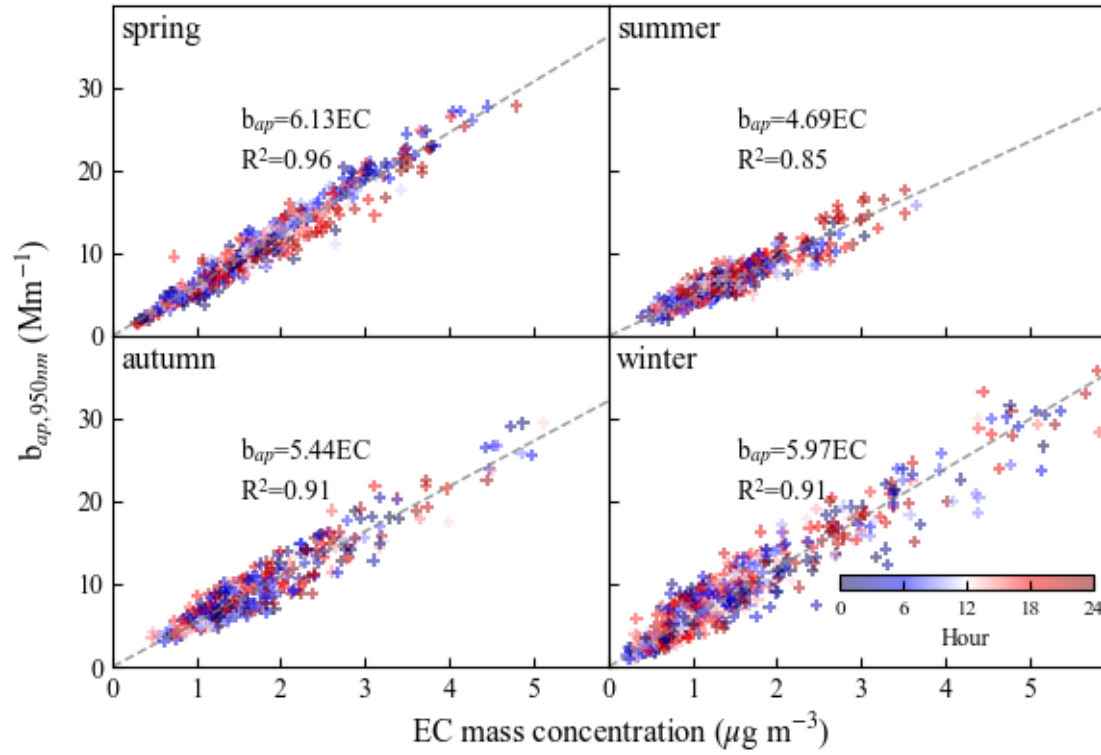 spring
b_ap=6.13EC
R²=0.96
summer
b_ap=4.69EC
R²=0.85
autumn
b_ap=5.44EC
R²=0.91
winter
b_ap=5.97EC
R²=0.91
30
20
10
0
30
20
10
0
b_ap,950nm (Mm⁻¹)
0 6 12 18 24
Hour
0 1 2 3 4 5 0 1 2 3 4 5
EC mass concentration (μg m⁻³)